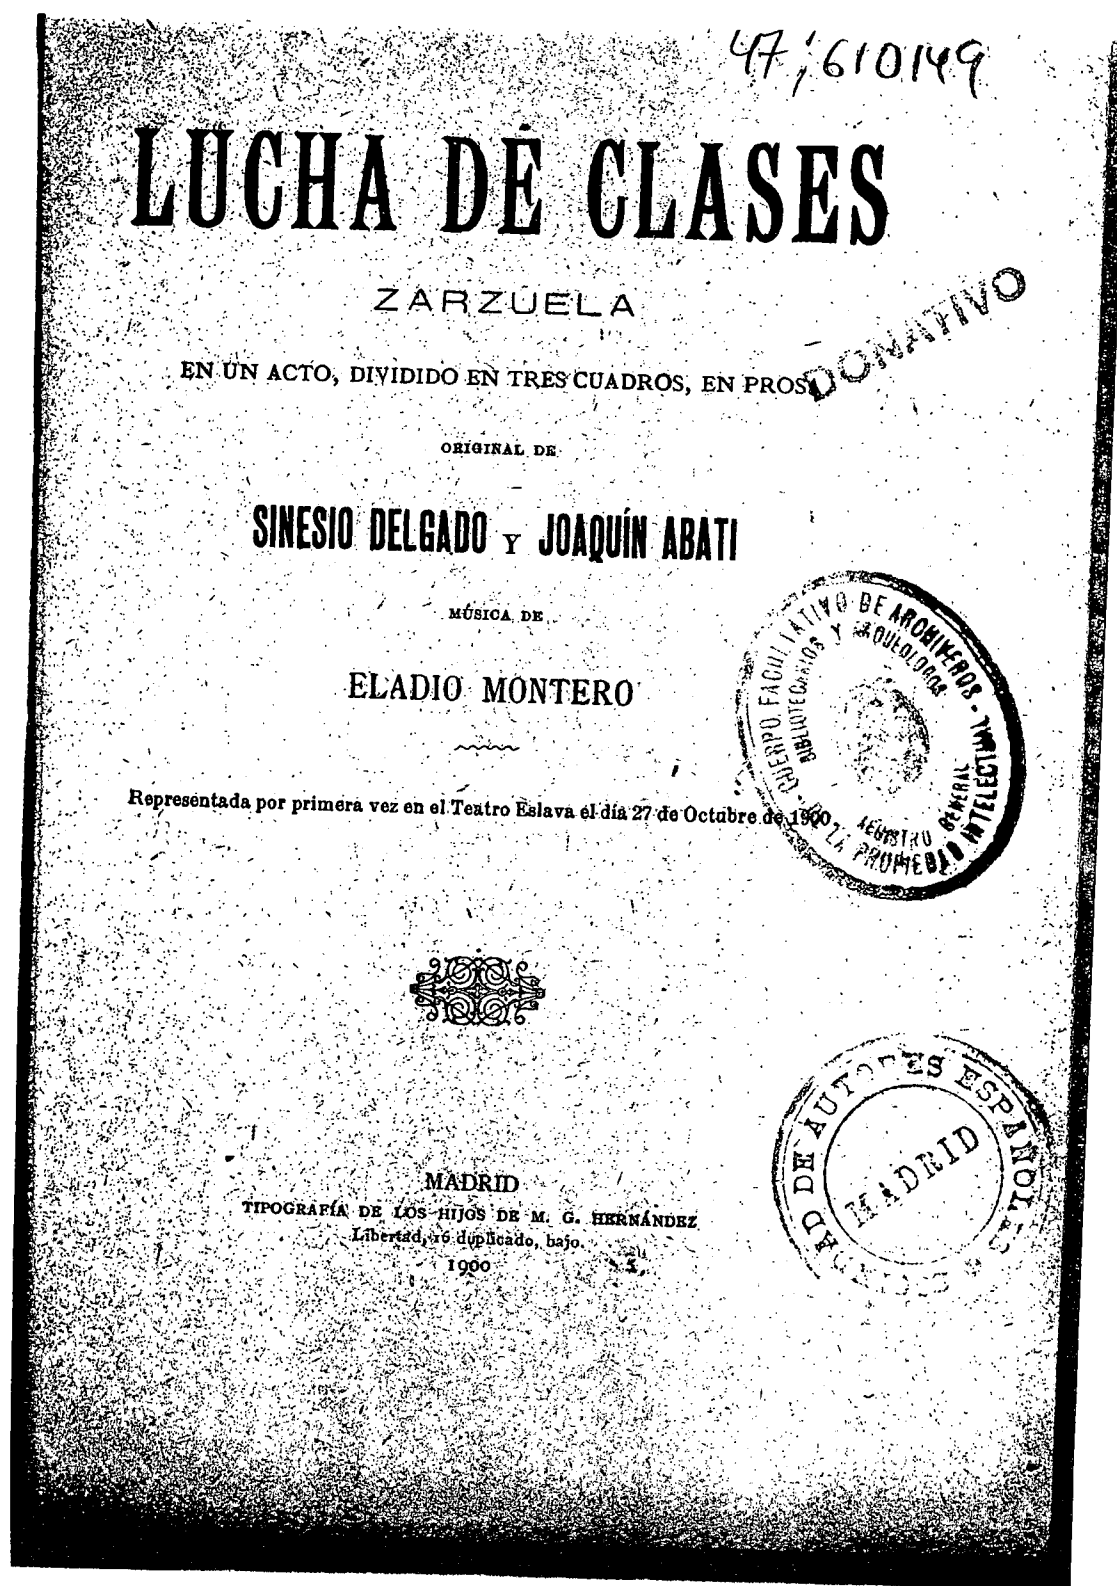 47,610149
LUCHA DE CLASES
ZARZUELA
EN UN ACTO, DIVIDIDO EN TRES CUADROS, EN PROSA
DONATIVO
ORIGINAL DE
SINESIO DELGADO Y JOAQUÍN ABATI
MÚSICA DE
ELADIO MONTERO
Representada por primera vez en el Teatro Eslava el día 27 de Octubre de 1900.
CUERPO FACULTATIVO DE ARCHIVEROS -
BIBLIOTECARIOS Y ARQUEOLOGOS
REGISTRO GENERAL
DE LA PROPIEDAD INTELECTUAL
MADRID
TIPOGRAFÍA DE LOS HIJOS DE M. G. HERNÁNDEZ
Libertad, 16 duplicado, bajo.
1900
SOCIEDAD DE AUTORES ESPAÑOLES
MADRID